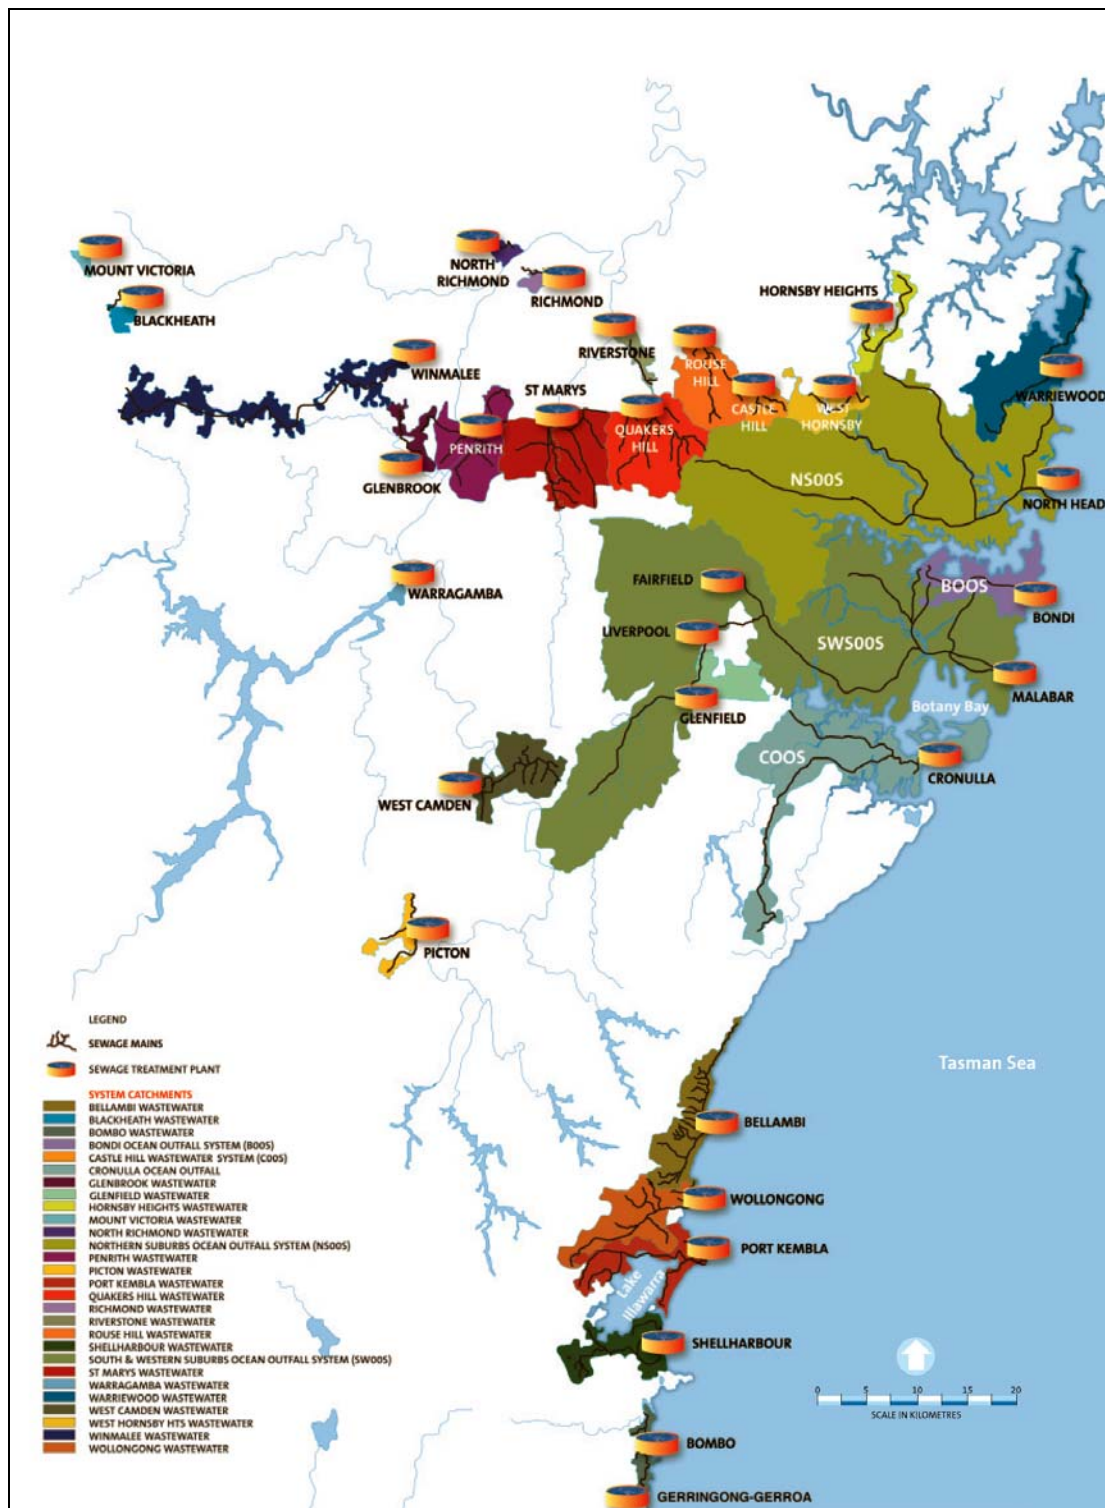 MOUNT VICTORIA
BLACKHEATH
NORTH
RICHMOND
RICHMOND
HORNSBY HEIGHTS
RIVERSTONE
ROUSE
HILL
WINMALEE
ST MARYS
WARRIEWOOD
CASTLE
HILL
WEST
HORNSBY
QUAKERS
HILL
PENRITH
GLENBROOK
NS00S
NORTH HEAD
FAIRFIELD
WARRAGAMBA
BOOS
BONDI
LIVERPOOL
SWS00S
MALABAR
GLENFIELD
Botany Bay
COOS
CRONULLA
WEST CAMDEN
PICTON
LEGEND
SEWAGE MAINS
SEWAGE TREATMENT PLANT
SYSTEM CATCHMENTS
BELLAMBI WASTEWATER
BLACKHEATH WASTEWATER
BOMBO WASTEWATER
BONDI OCEAN OUTFALL SYSTEM (B00S)
CASTLE HILL WASTEWATER SYSTEM (C00S)
CRONULLA OCEAN OUTFALL
GLENBROOK WASTEWATER
GLENFIELD WASTEWATER
HORNSBY HEIGHTS WASTEWATER
MOUNT VICTORIA WASTEWATER
NORTH RICHMOND WASTEWATER
NORTHERN SUBURBS OCEAN OUTFALL SYSTEM (NS00S)
PENRITH WASTEWATER
PICTON WASTEWATER
PORT KEMBLA WASTEWATER
QUAKERS HILL WASTEWATER
RICHMOND WASTEWATER
RIVERSTONE WASTEWATER
ROUSE HILL WASTEWATER
SHELLHARBOUR WASTEWATER
SOUTH & WESTERN SUBURBS OCEAN OUTFALL SYSTEM (SW00S)
ST MARYS WASTEWATER
WARRAGAMBA WASTEWATER
WARRIEWOOD WASTEWATER
WEST CAMDEN WASTEWATER
WEST HORNSBY HTS WASTEWATER
WINMALEE WASTEWATER
WOLLONGONG WASTEWATER
Tasman Sea
BELLAMBI
WOLLONGONG
PORT KEMBLA
Lake
Illawarra
SHELLHARBOUR
0 5 10 15 20
SCALE IN KILOMETRES
BOMBO
GERRINGONG-GERROA